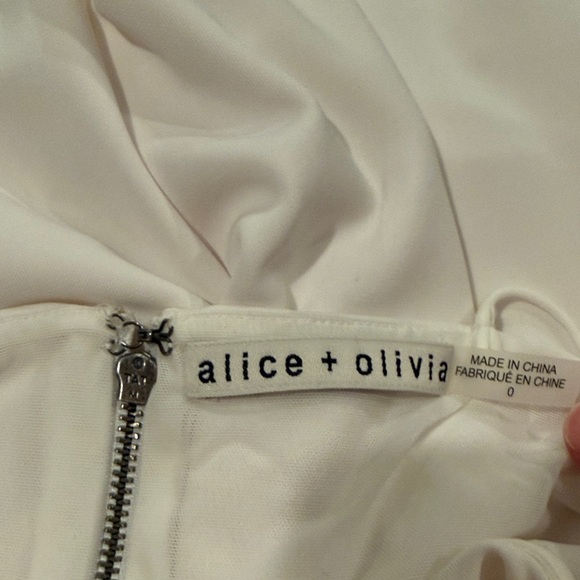 alice + olivia
MADE IN CHINA
FABRIQUÉ EN CHINE
0